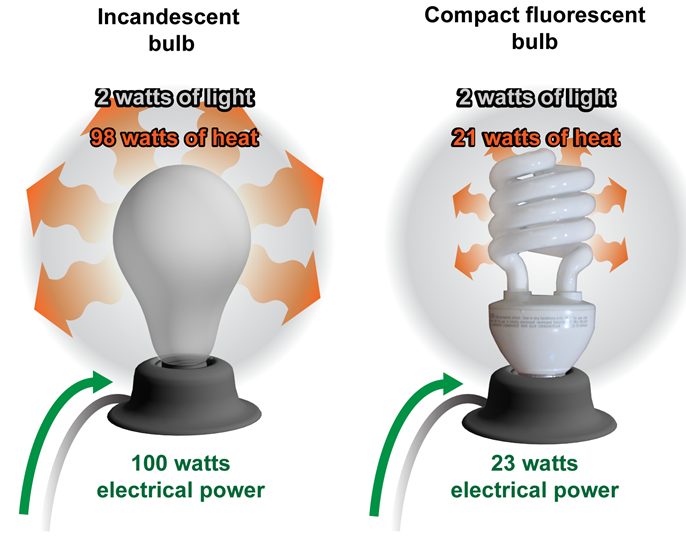 Incandescent
bulb
2 watts of light
98 watts of heat
100 watts
electrical power
Compact fluorescent
bulb
2 watts of light
21 watts of heat
23 watts
electrical power